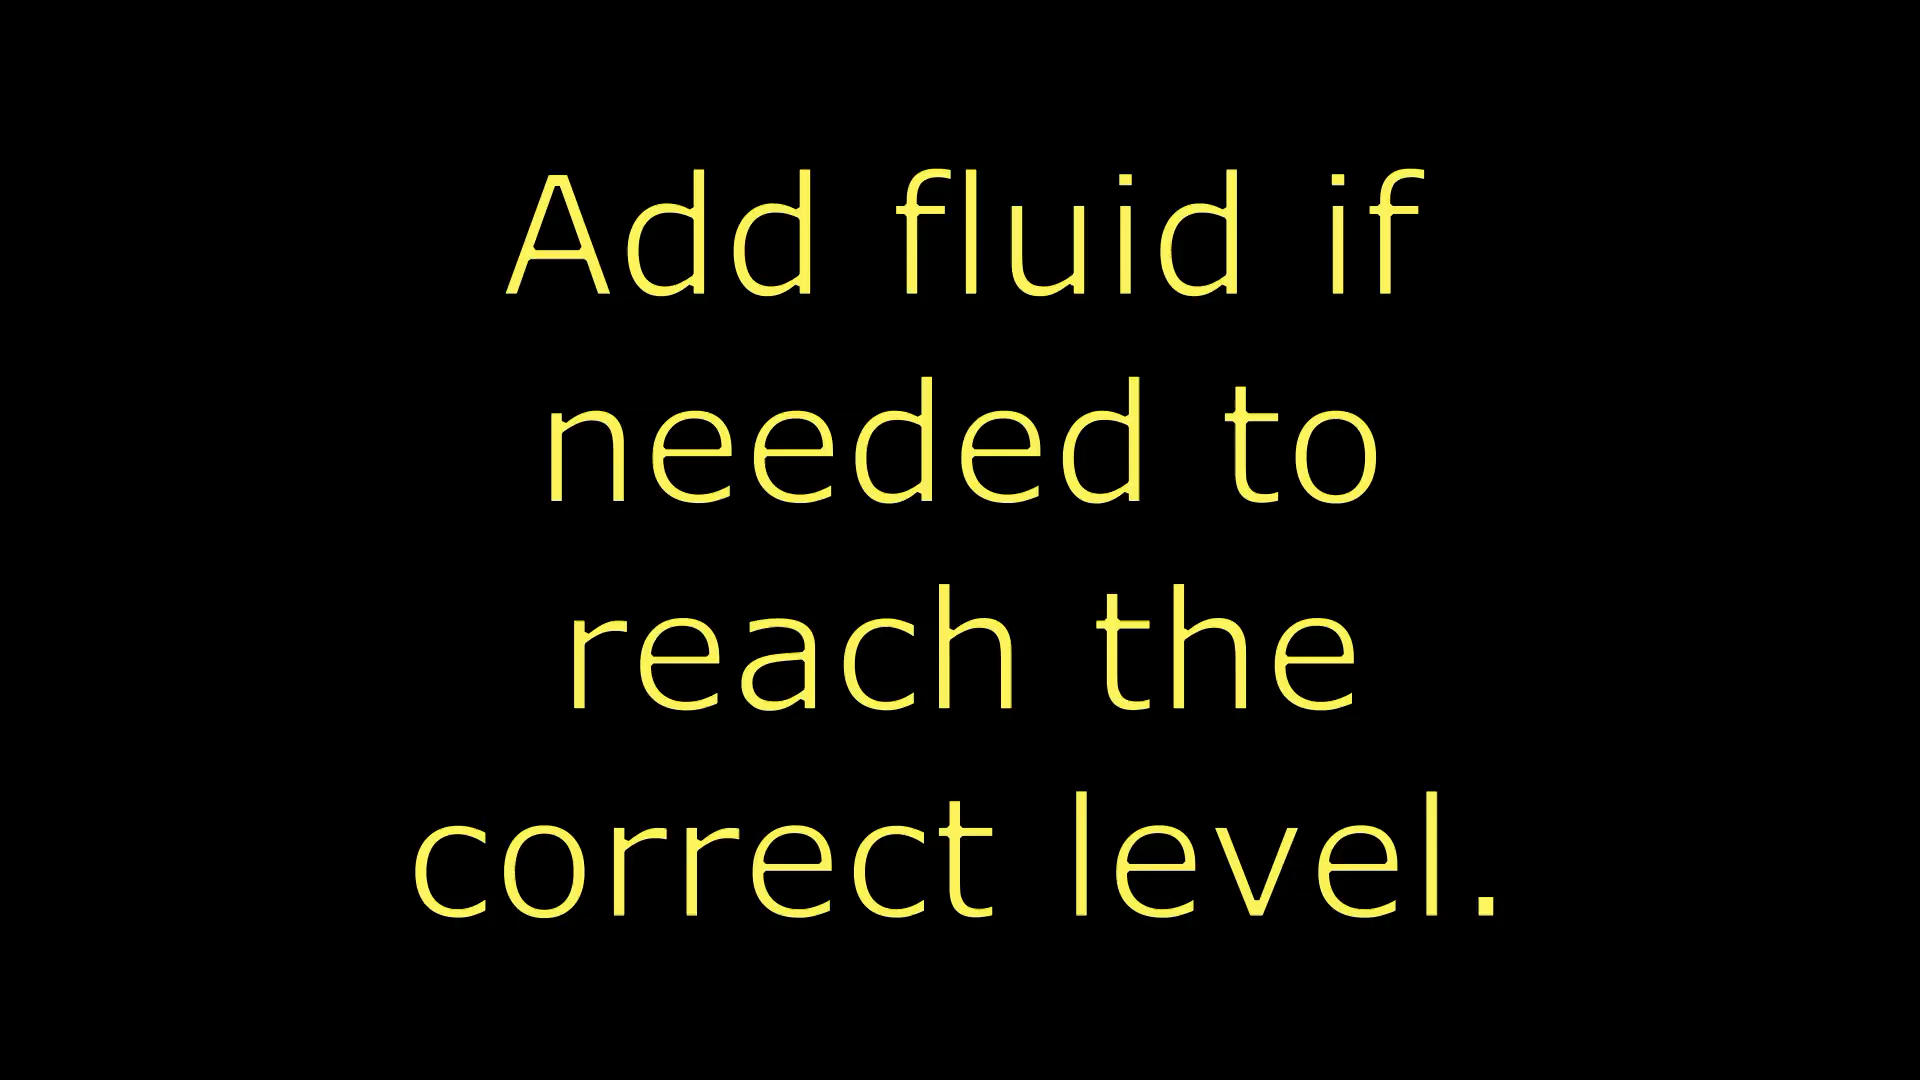 Add fluid if
needed to
reach the
correct level.